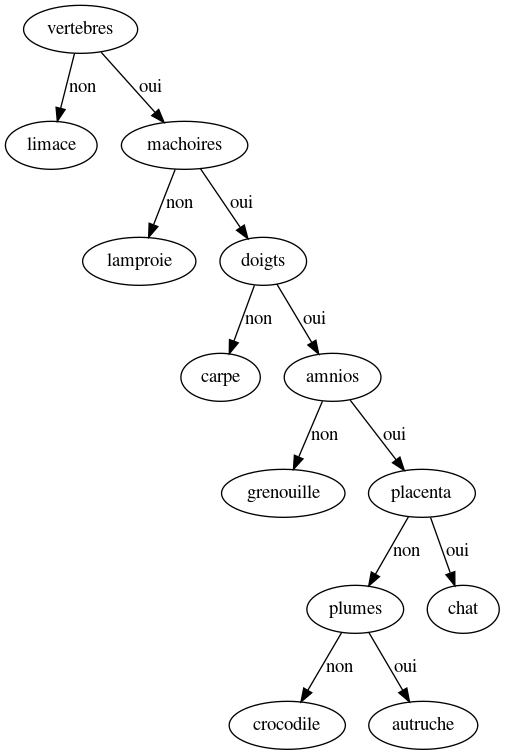 vertebres
non
oui
limace
machoires
non
oui
lamproie
doigts
non
oui
carpe
amnios
non
oui
grenouille
placenta
non
oui
plumes
chat
non
oui
crocodile
autruche